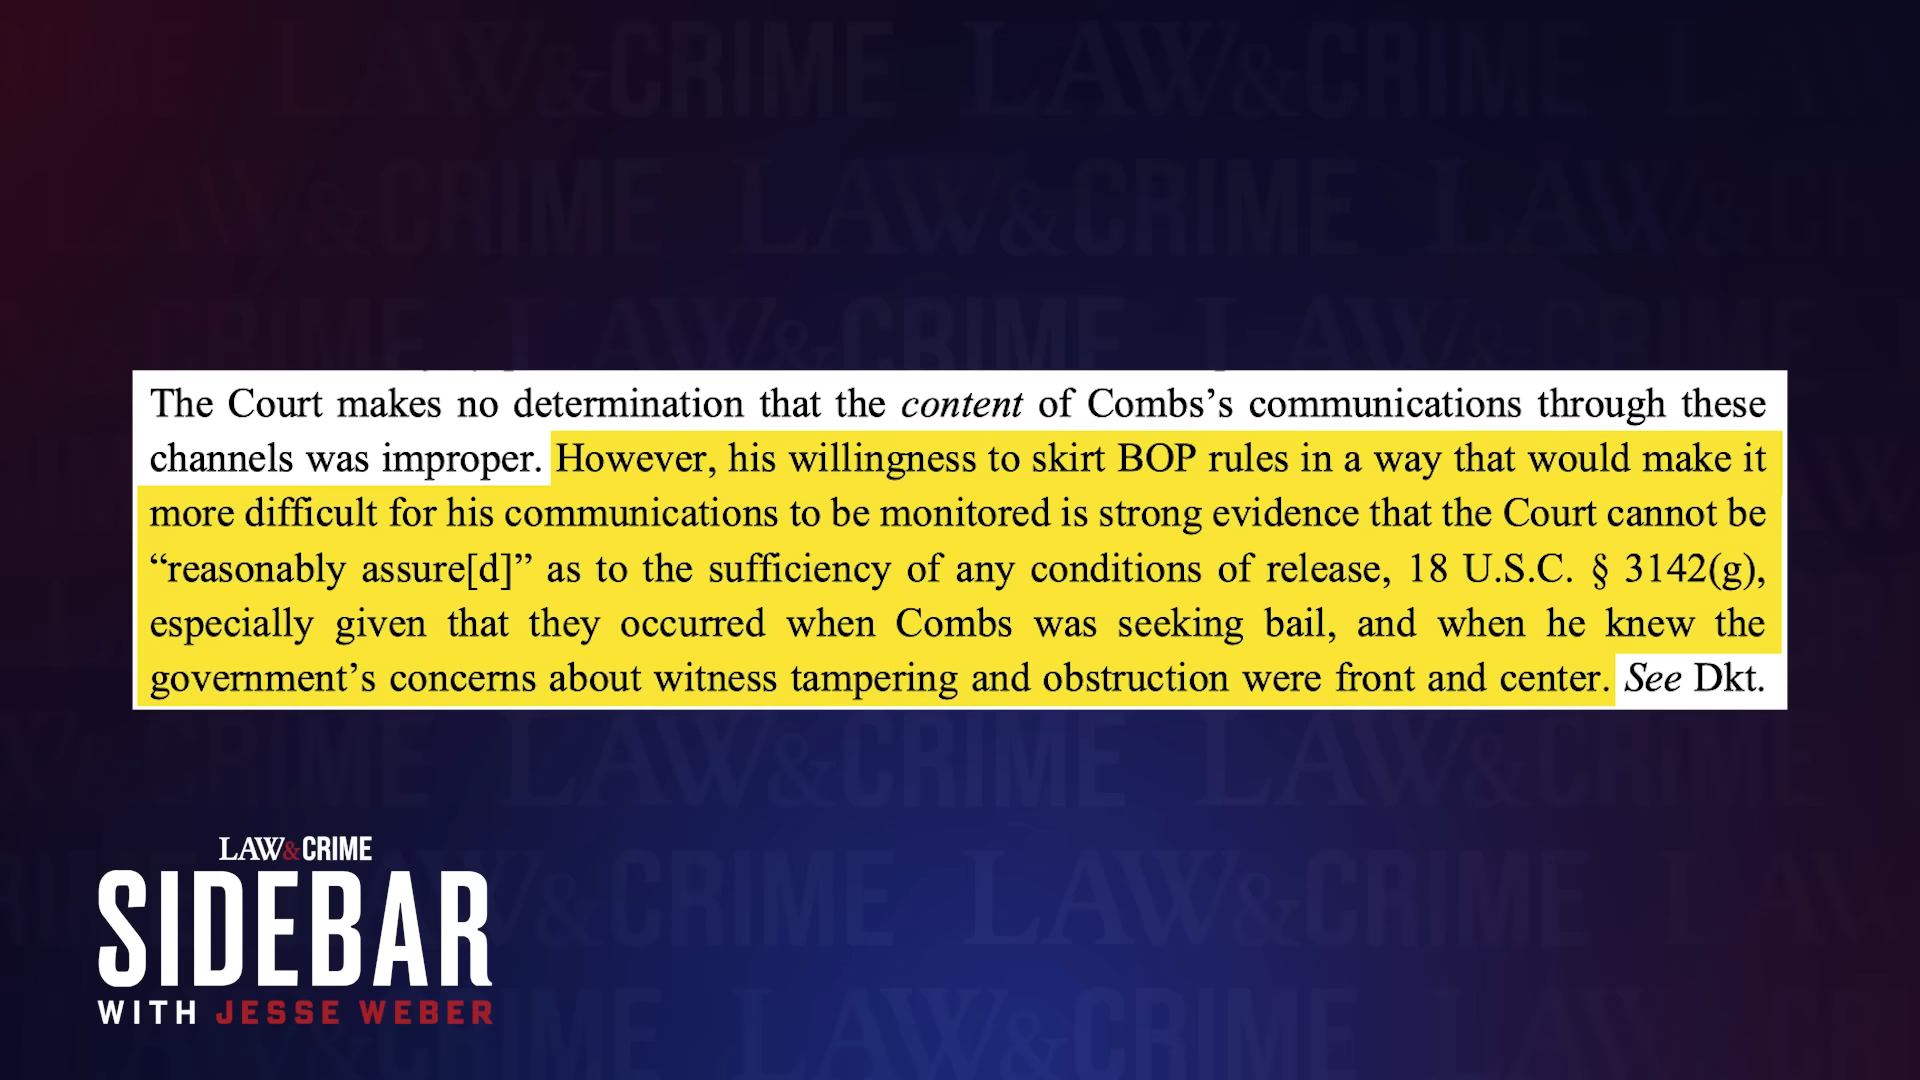 The Court makes no determination that the content of Combs’s communications through these
channels was improper. However, his willingness to skirt BOP rules in a way that would make it
more difficult for his communications to be monitored is strong evidence that the Court cannot be
“reasonably assure[d]” as to the sufficiency of any conditions of release, 18 U.S.C. § 3142(g),
especially given that they occurred when Combs was seeking bail, and when he knew the
government’s concerns about witness tampering and obstruction were front and center. See Dkt.
LAW&CRIME
SIDEBAR
WITH JESSE WEBER